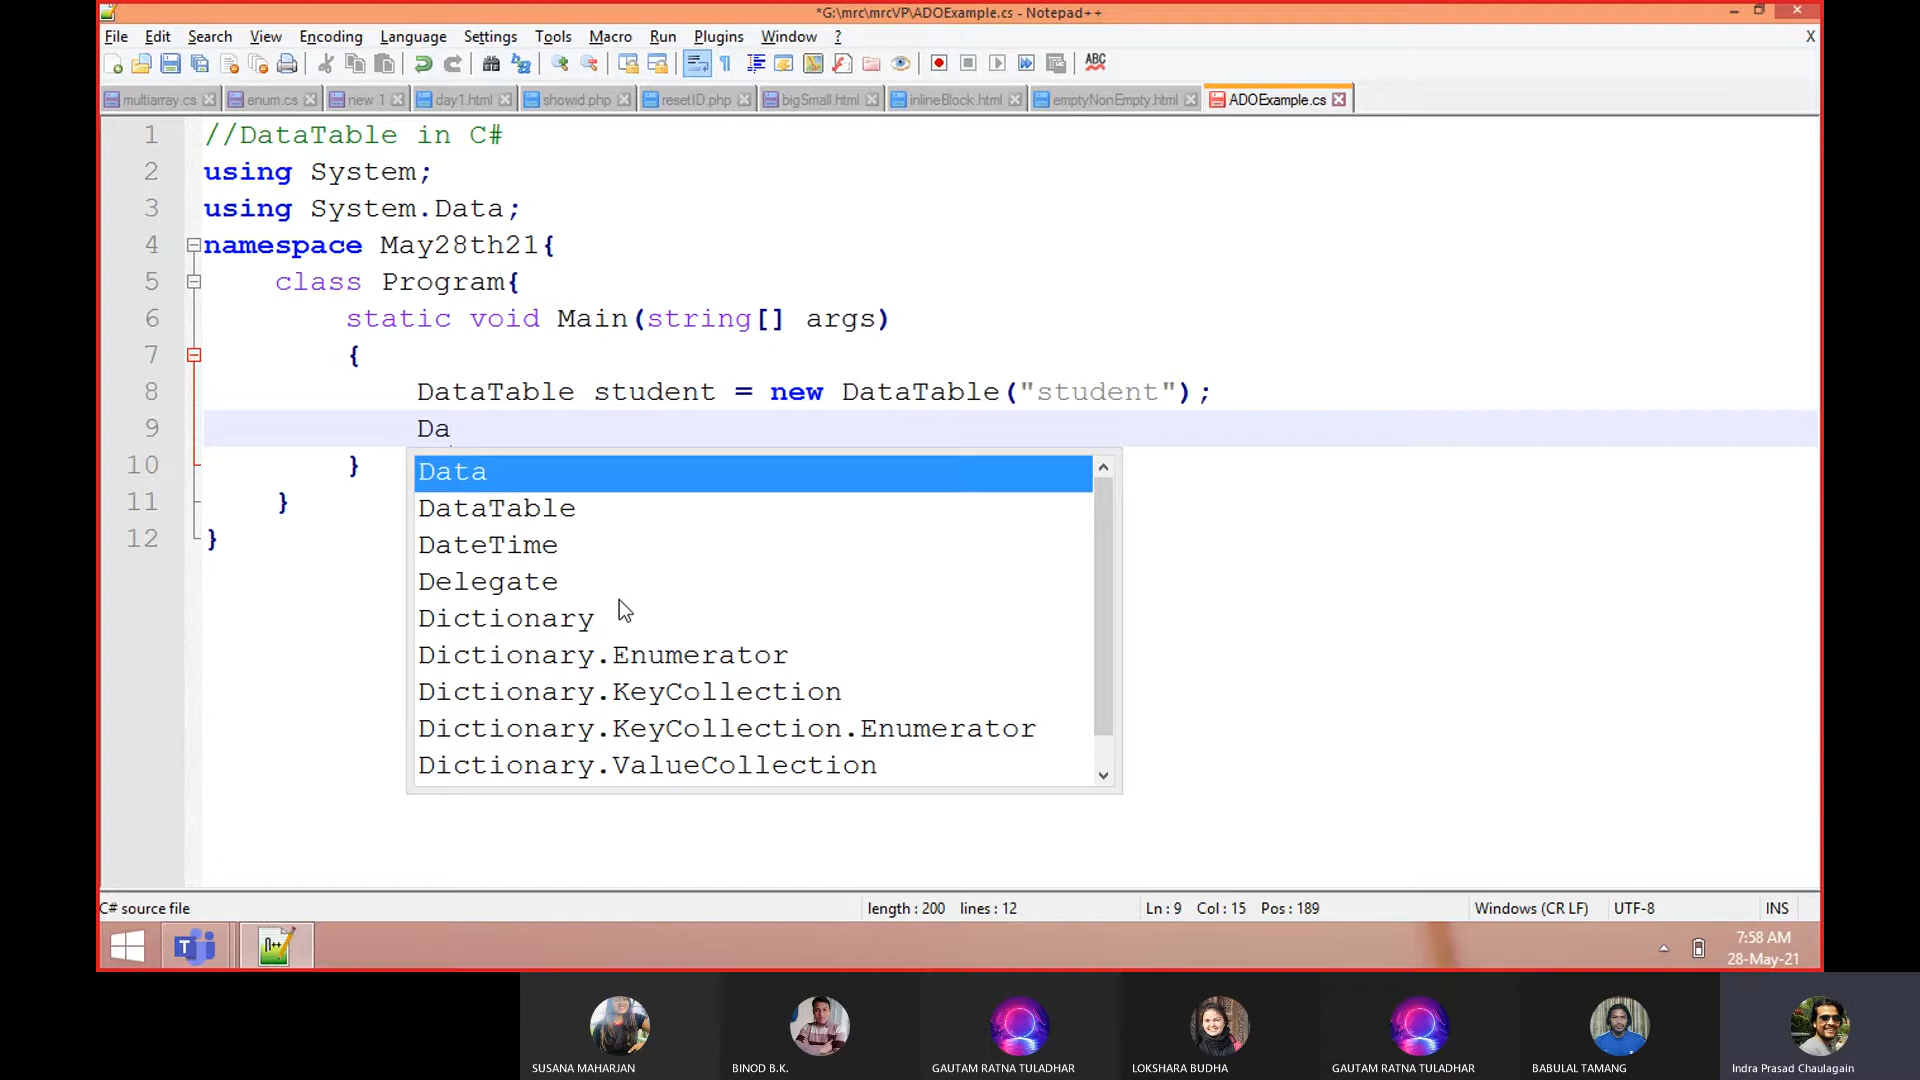 *G:\mrc\mrcVP\ADOExample.cs - Notepad++
File Edit Search View Encoding Language Settings Tools Macro Run Plugins Window ? X
ABC
multiarray.cs enum.cs new 1 day1.html showid.php resetID.php bigSmall.html inlineBlock.html emptyNonEmpty.html ADOExample.cs
1 //DataTable in C#
2 using System;
3 using System.Data;
4 namespace May28th21{
5 class Program{
6 static void Main(string[] args)
7 {
8 DataTable student = new DataTable("student");
9 Da
10 }
11 }
12 }
Data
DataTable
DateTime
Delegate
Dictionary
Dictionary.Enumerator
Dictionary.KeyCollection
Dictionary.KeyCollection.Enumerator
Dictionary.ValueCollection
C# source file length : 200 lines : 12 Ln : 9 Col : 15 Pos : 189 Windows (CR LF) UTF-8 INS
T N++ 7:58 AM
28-May-21
SUSANA MAHARJAN BINOD B.K. GAUTAM RATNA TULADHAR LOKSHARA BUDHA GAUTAM RATNA TULADHAR BABULAL TAMANG Indra Prasad Chaulagain